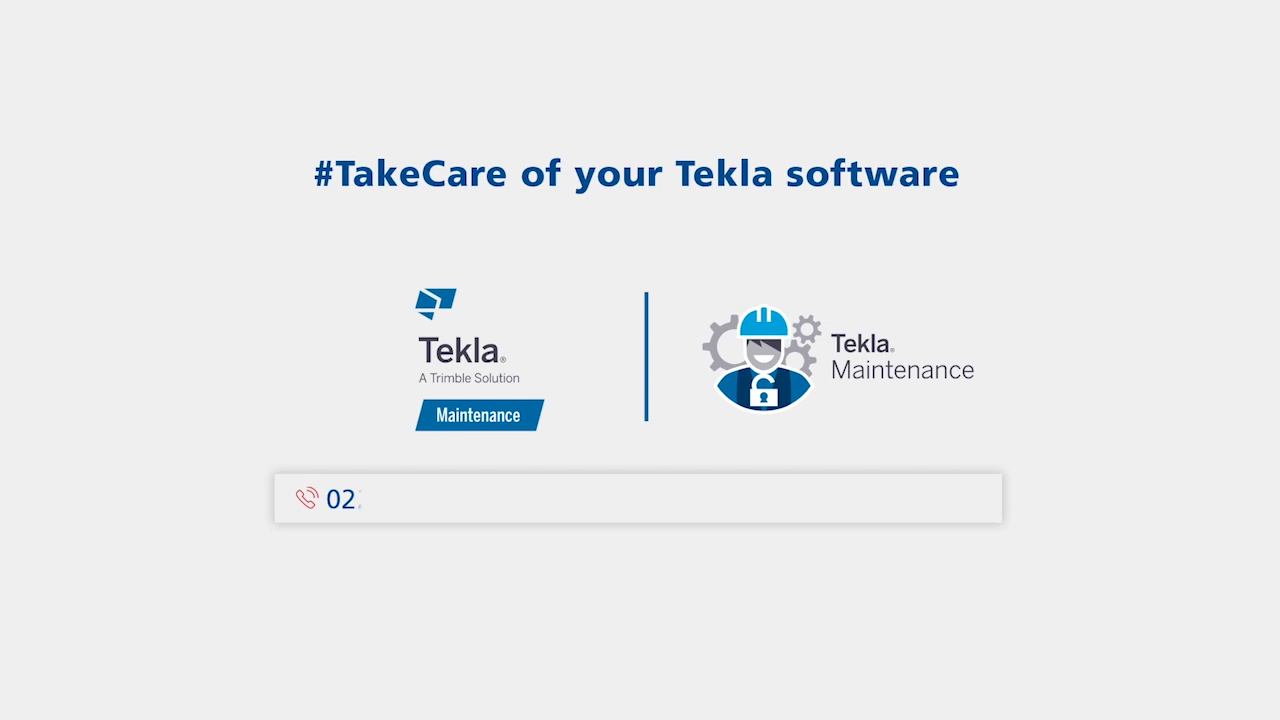 #TakeCare of your Tekla software
Tekla®
A Trimble Solution
Maintenance
Tekla®
Maintenance
02